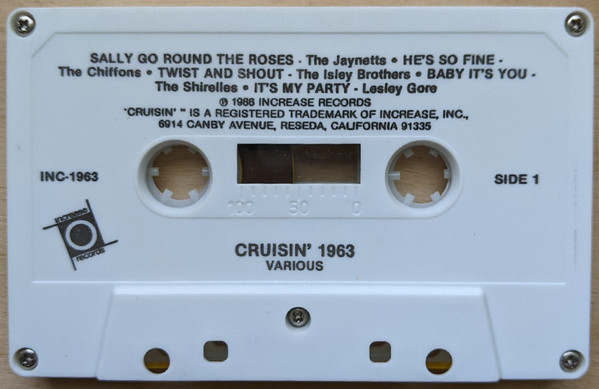 SALLY GO ROUND THE ROSES - The Jaynetts • HE'S SO FINE -
The Chiffons • TWIST AND SHOUT - The Isley Brothers • BABY IT'S YOU -
The Shirelles • IT'S MY PARTY - Lesley Gore
℗ 1986 INCREASE RECORDS
"CRUISIN' " IS A REGISTERED TRADEMARK OF INCREASE, INC.,
6914 CANBY AVENUE, RESEDA, CALIFORNIA 91335
INC-1963
SIDE 1
100 50 0
increase
records
CRUISIN' 1963
VARIOUS